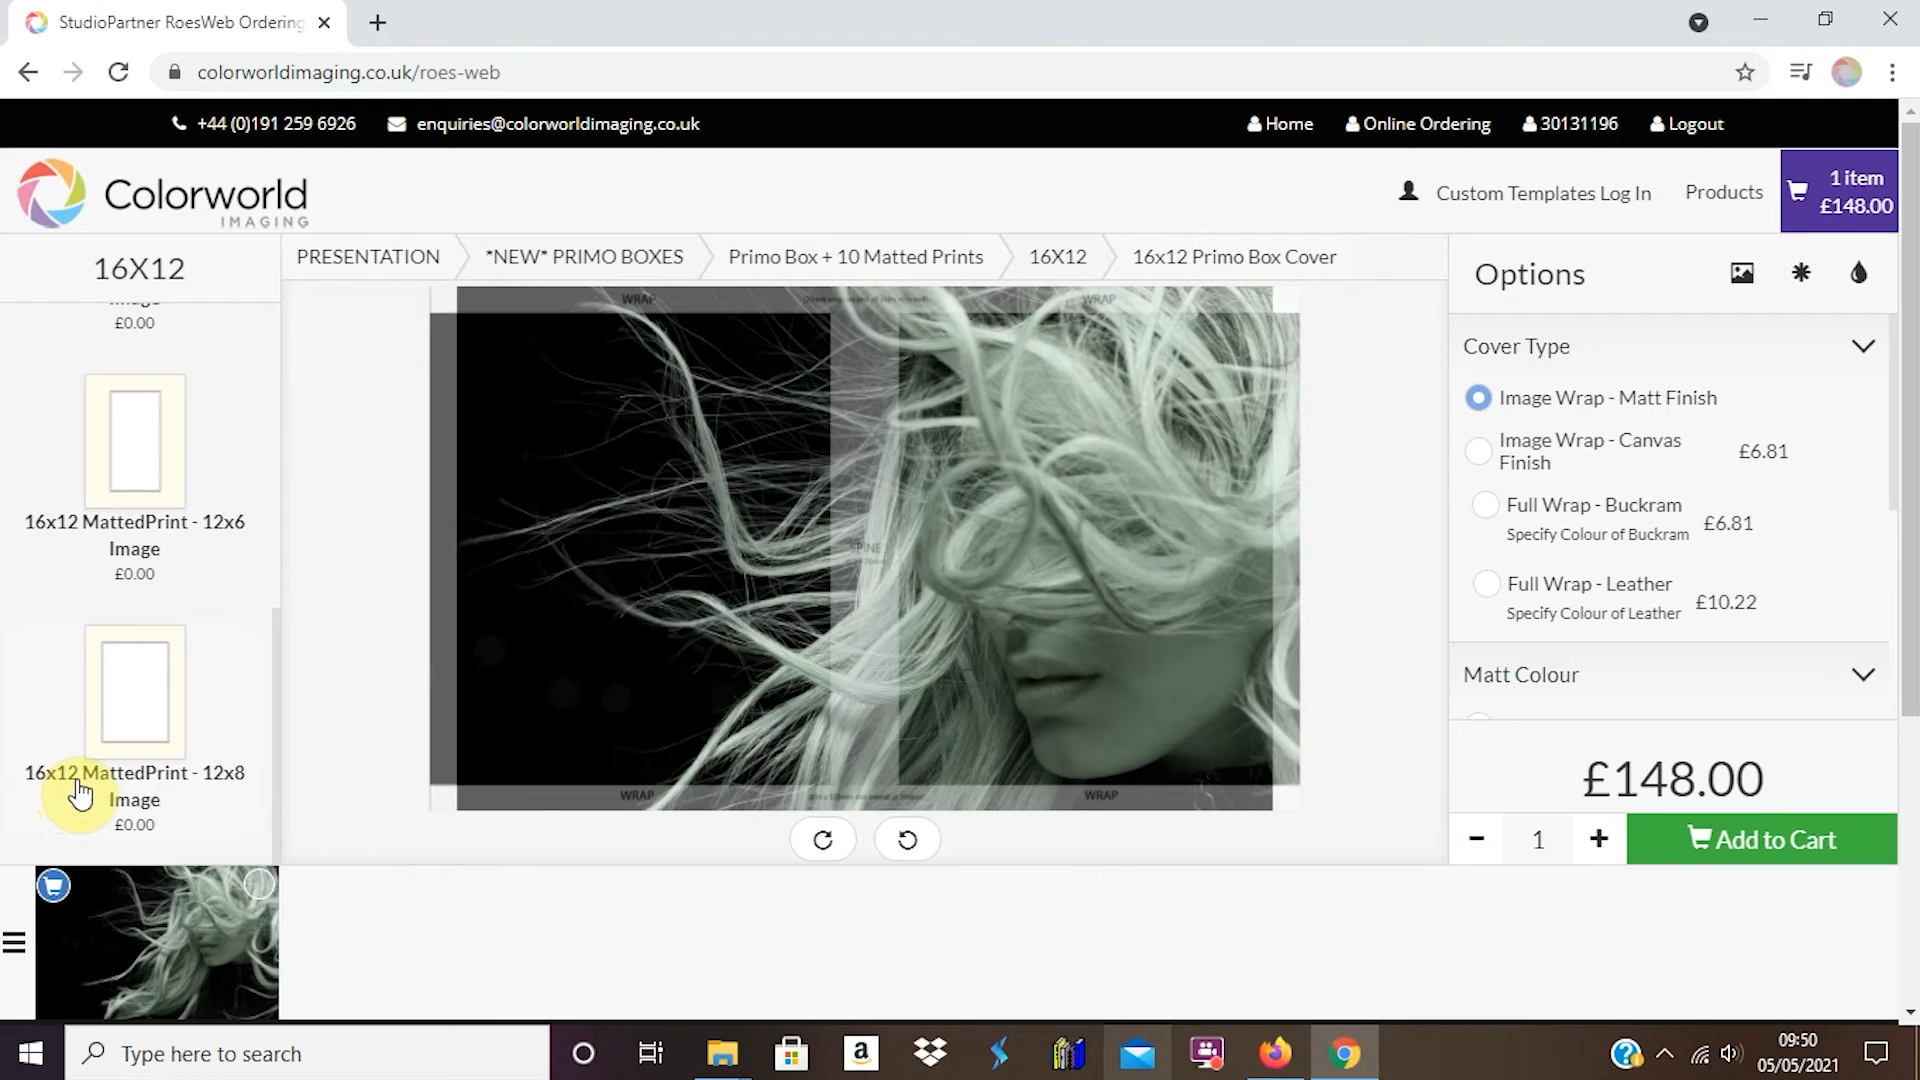 StudioPartner RoesWeb Ordering
colorworldimaging.co.uk/roes-web
+44 (0)191 259 6926
enquiries@colorworldimaging.co.uk
Home
Online Ordering
30131196
Logout
Colorworld
IMAGING
Custom Templates Log In
Products
1 item
£148.00
16X12
PRESENTATION
*NEW* PRIMO BOXES
Primo Box + 10 Matted Prints
16X12
16x12 Primo Box Cover
Options
Image
£0.00
16x12 MattedPrint - 12x6
Image
£0.00
16x12 MattedPrint - 12x8
Image
£0.00
WRAP
WRAP
SPINE
WRAP
WRAP
Cover Type
Image Wrap - Matt Finish
Image Wrap - Canvas
Finish
£6.81
Full Wrap - Buckram
Specify Colour of Buckram
£6.81
Full Wrap - Leather
Specify Colour of Leather
£10.22
Matt Colour
£148.00
1
Add to Cart
Type here to search
09:50
05/05/2021